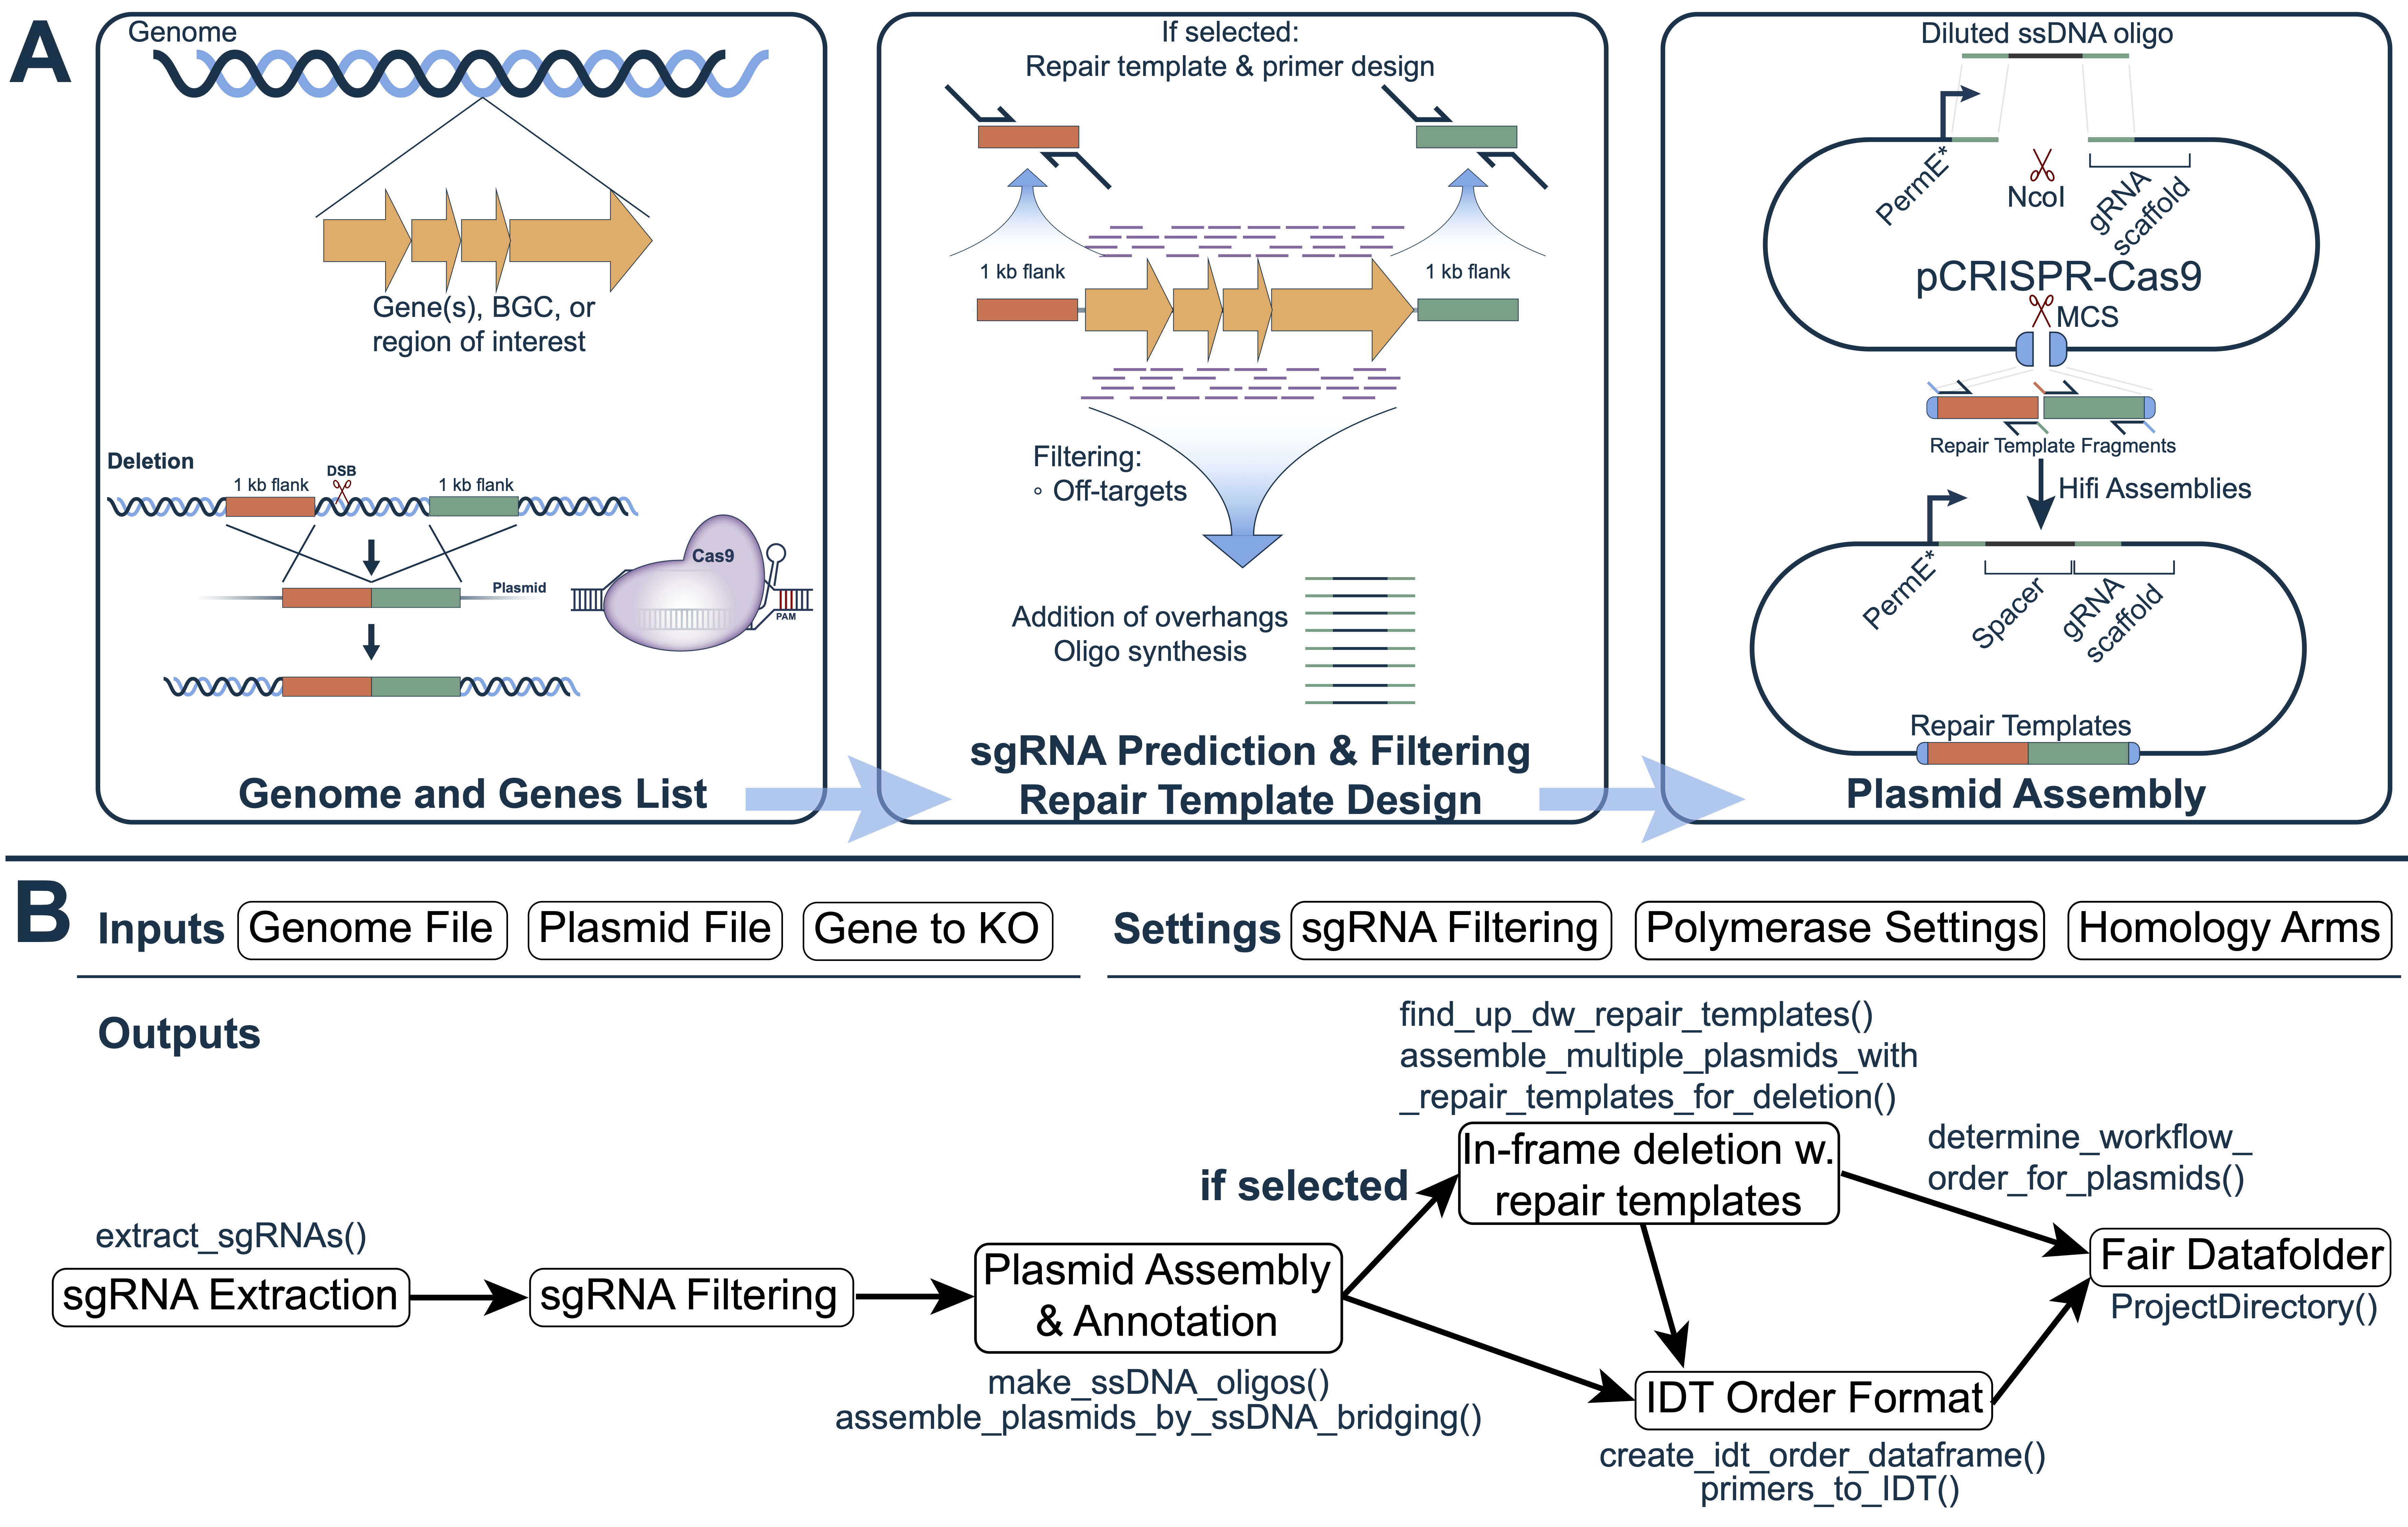 A
Genome
Gene(s), BGC, or
region of interest
Deletion
1 kb flank
DSB
1 kb flank
Cas9
Plasmid
PAM
Genome and Genes List
If selected:
Repair template & primer design
1 kb flank
1 kb flank
Filtering:
◦ Off-targets
Addition of overhangs
Oligo synthesis
sgRNA Prediction & Filtering
Repair Template Design
Diluted ssDNA oligo
PermE*
NcoI
gRNA
scaffold
pCRISPR-Cas9
MCS
Repair Template Fragments
Hifi Assemblies
PermE*
Spacer
gRNA
scaffold
Repair Templates
Plasmid Assembly
B
Inputs
Genome File
Plasmid File
Gene to KO
Settings
sgRNA Filtering
Polymerase Settings
Homology Arms
Outputs
extract_sgRNAs()
sgRNA Extraction
sgRNA Filtering
Plasmid Assembly
& Annotation
make_ssDNA_oligos()
assemble_plasmids_by_ssDNA_bridging()
if selected
find_up_dw_repair_templates()
assemble_multiple_plasmids_with
_repair_templates_for_deletion()
In-frame deletion w.
repair templates
IDT Order Format
create_idt_order_dataframe()
primers_to_IDT()
determine_workflow_
order_for_plasmids()
Fair Datafolder
ProjectDirectory()